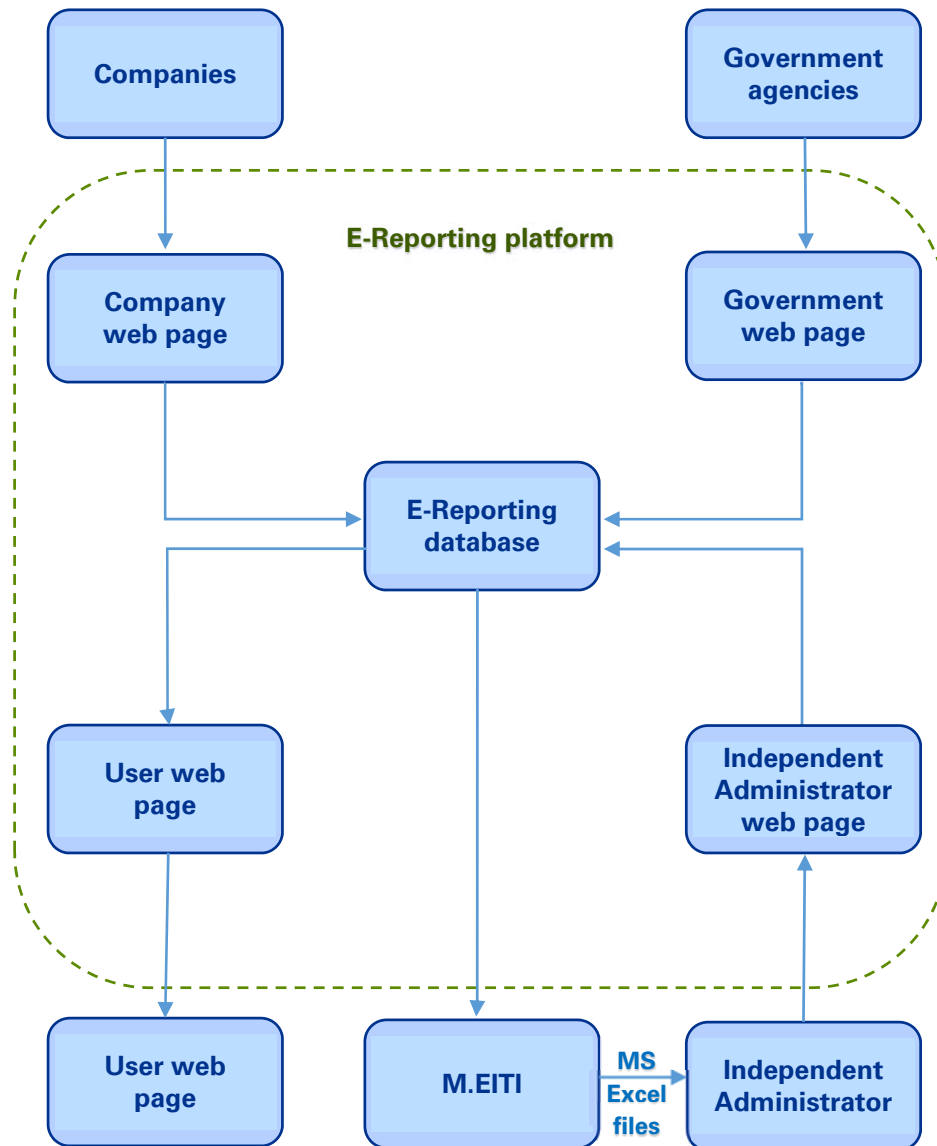 Companies
Government
agencies
E-Reporting platform
Company
web page
Government
web page
E-Reporting
database
User web
page
Independent
Administrator
web page
User web
page
M.EITI
MS
Excel
files
Independent
Administrator